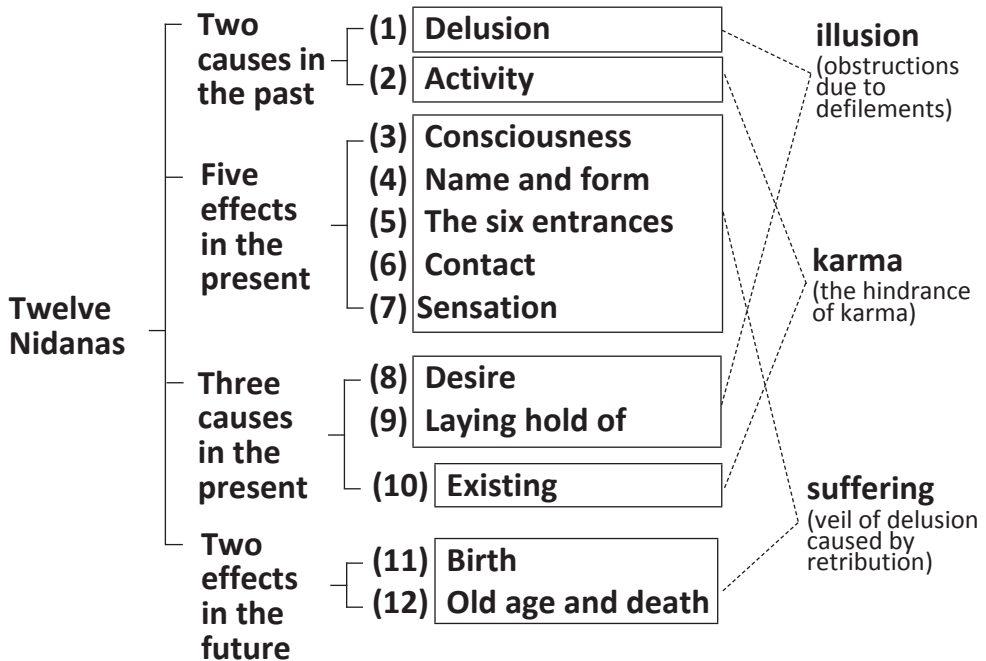 Twelve
Nidanas
Two
causes in
the past
(1) Delusion
(2) Activity
Five
effects
in the
present
(3) Consciousness
(4) Name and form
(5) The six entrances
(6) Contact
(7) Sensation
Three
causes
in the
present
(8) Desire
(9) Laying hold of
(10) Existing
Two
effects
in the
future
(11) Birth
(12) Old age and death
illusion
(obstructions
due to
defilements)
karma
(the hindrance
of karma)
suffering
(veil of delusion
caused by
retribution)